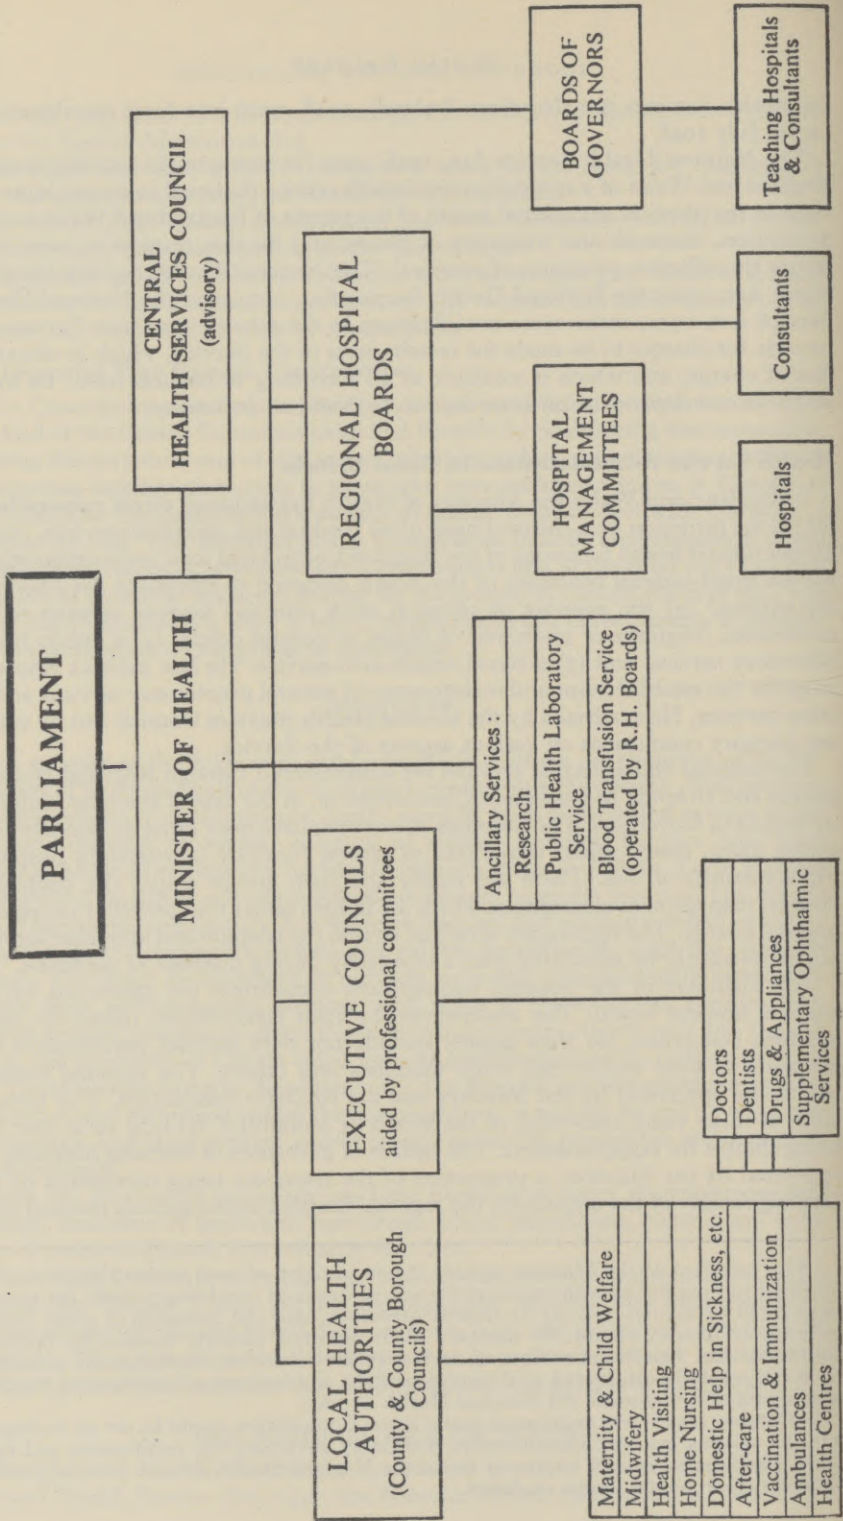 PARLIAMENT
MINISTER OF HEALTH
CENTRAL
HEALTH SERVICES COUNCIL
(advisory)
LOCAL HEALTH
AUTHORITIES
(County & County Borough
Councils)
EXECUTIVE COUNCILS
aided by professional committees
REGIONAL HOSPITAL
BOARDS
BOARDS OF
GOVERNORS
Ancillary Services :
Research
Public Health Laboratory
Service
Blood Transfusion Service
(operated by R.H. Boards)
HOSPITAL
MANAGEMENT
COMMITTEES
Maternity & Child Welfare
Midwifery
Health Visiting
Home Nursing
Domestic Help in Sickness, etc.
After-care
Vaccination & Immunization
Ambulances
Health Centres
Doctors
Dentists
Drugs & Appliances
Supplementary Ophthalmic
Services
Hospitals
Consultants
Teaching Hospitals
& Consultants